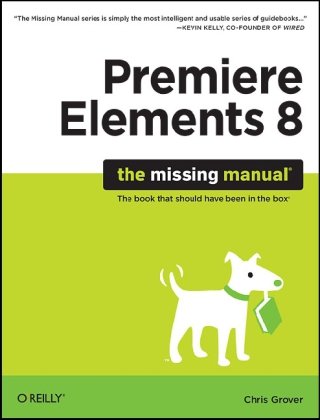 "The Missing Manual series is simply the most intelligent and usable series of guidebooks..."
—KEVIN KELLY, CO-FOUNDER OF WIRED
Premiere
Elements 8
the missing manual®
The book that should have been in the box®
TM
O REILLY®
Chris Grover